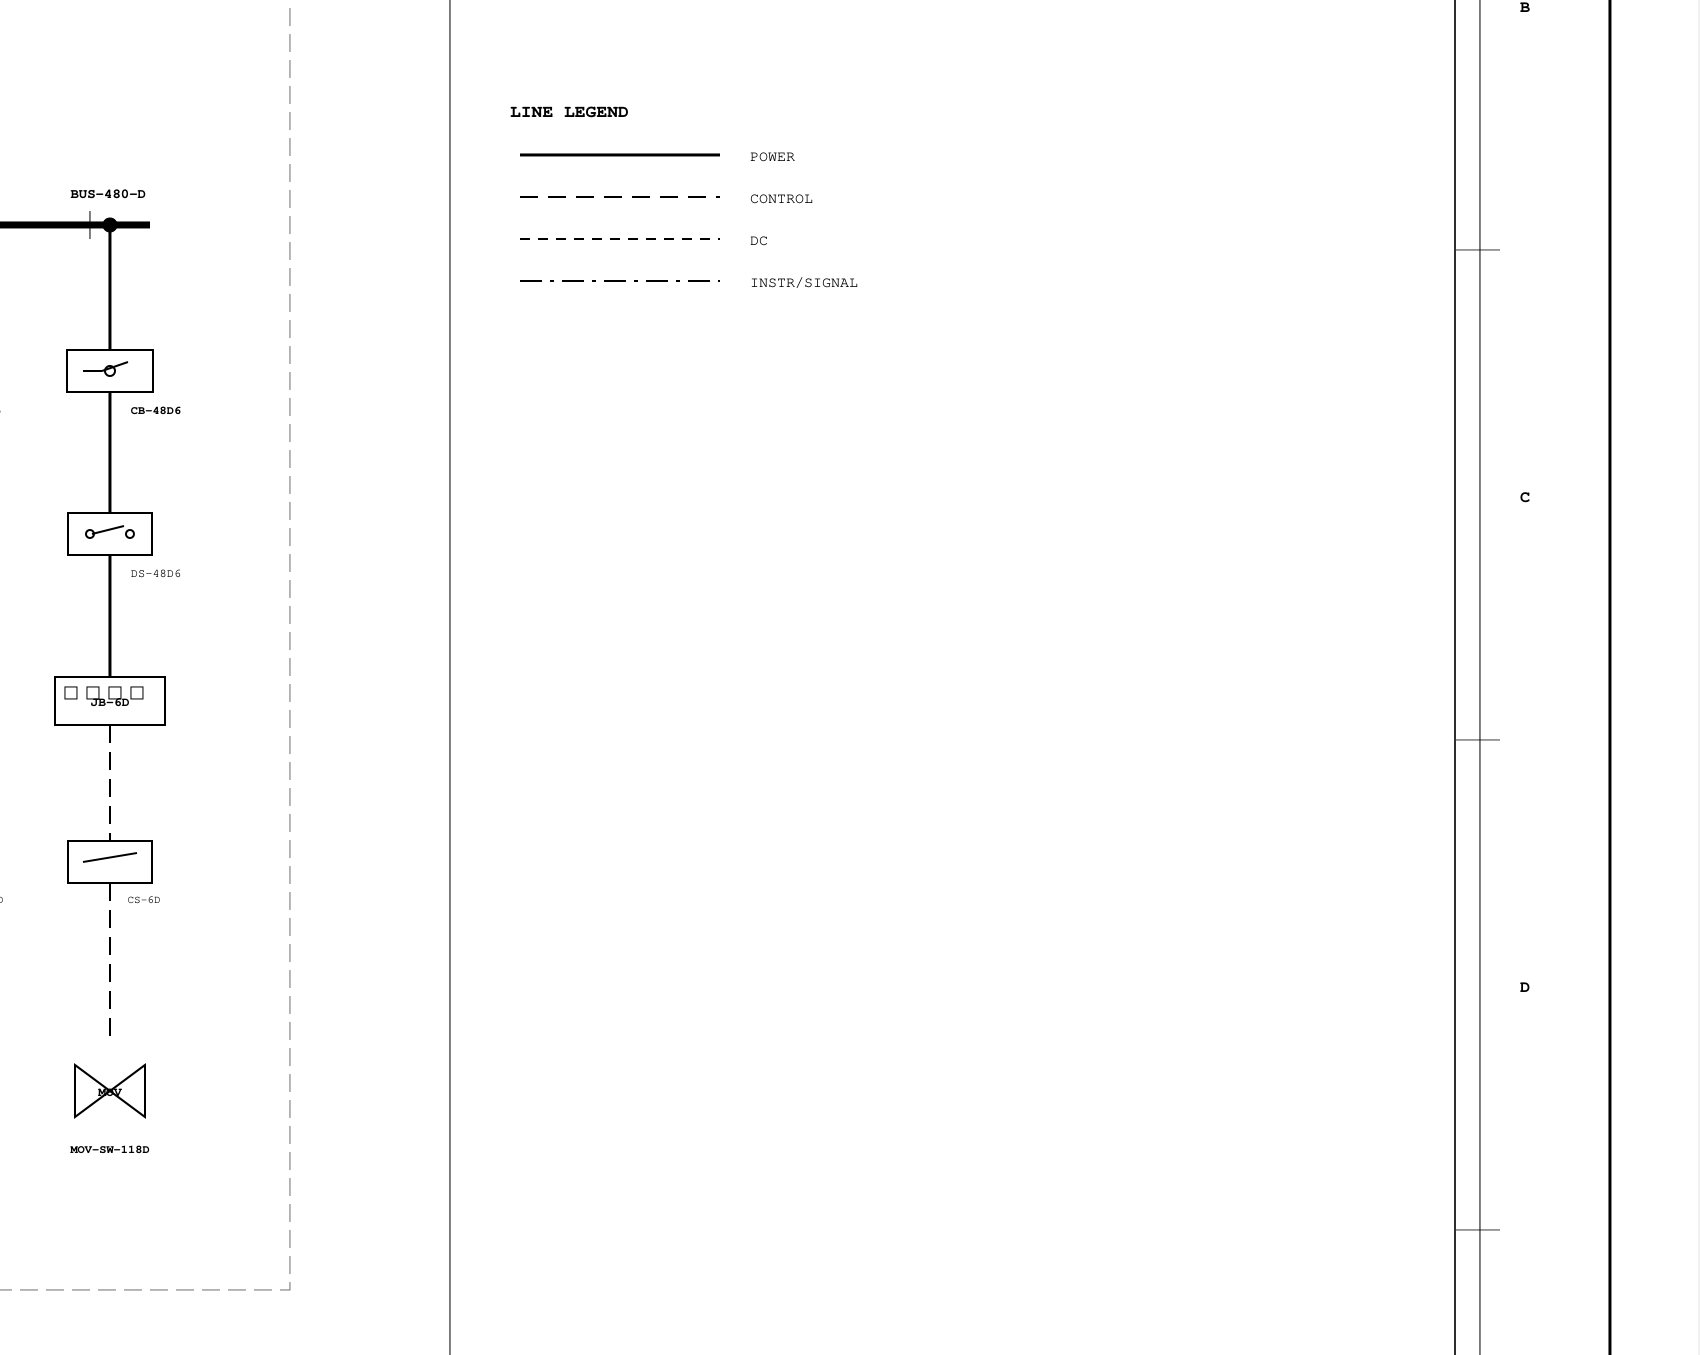 B
LINE LEGEND
POWER
CONTROL
DC
INSTR/SIGNAL
BUS-480-D
CB-48D6
DS-48D6
JB-6D
CS-6D
MOV
MOV-SW-118D
C
D